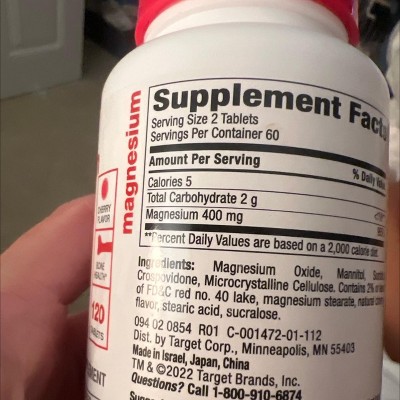 magnesium
CHERRY
FLAVOR
BONE
HEALTH*
120
TABLETS
Supplement Facts
Serving Size 2 Tablets
Servings Per Container 60
Amount Per Serving
% Daily
Calories 5
Total Carbohydrate 2 g
Magnesium 400 mg
**Percent Daily Values are based on a 2,000 calorie diet.
Ingredients: Magnesium Oxide, Mannitol,
Crospovidone, Microcrystalline Cellulose. Contains 2% or
of FD&C red no. 40 lake, magnesium stearate, natural
flavor, stearic acid, sucralose.
094 02 0854 R01 C-001472-01-112
Dist. by Target Corp., Minneapolis, MN 55403
Made in Israel, Japan, China
TM & ©2022 Target Brands, Inc.
Questions? Call 1-800-910-6874